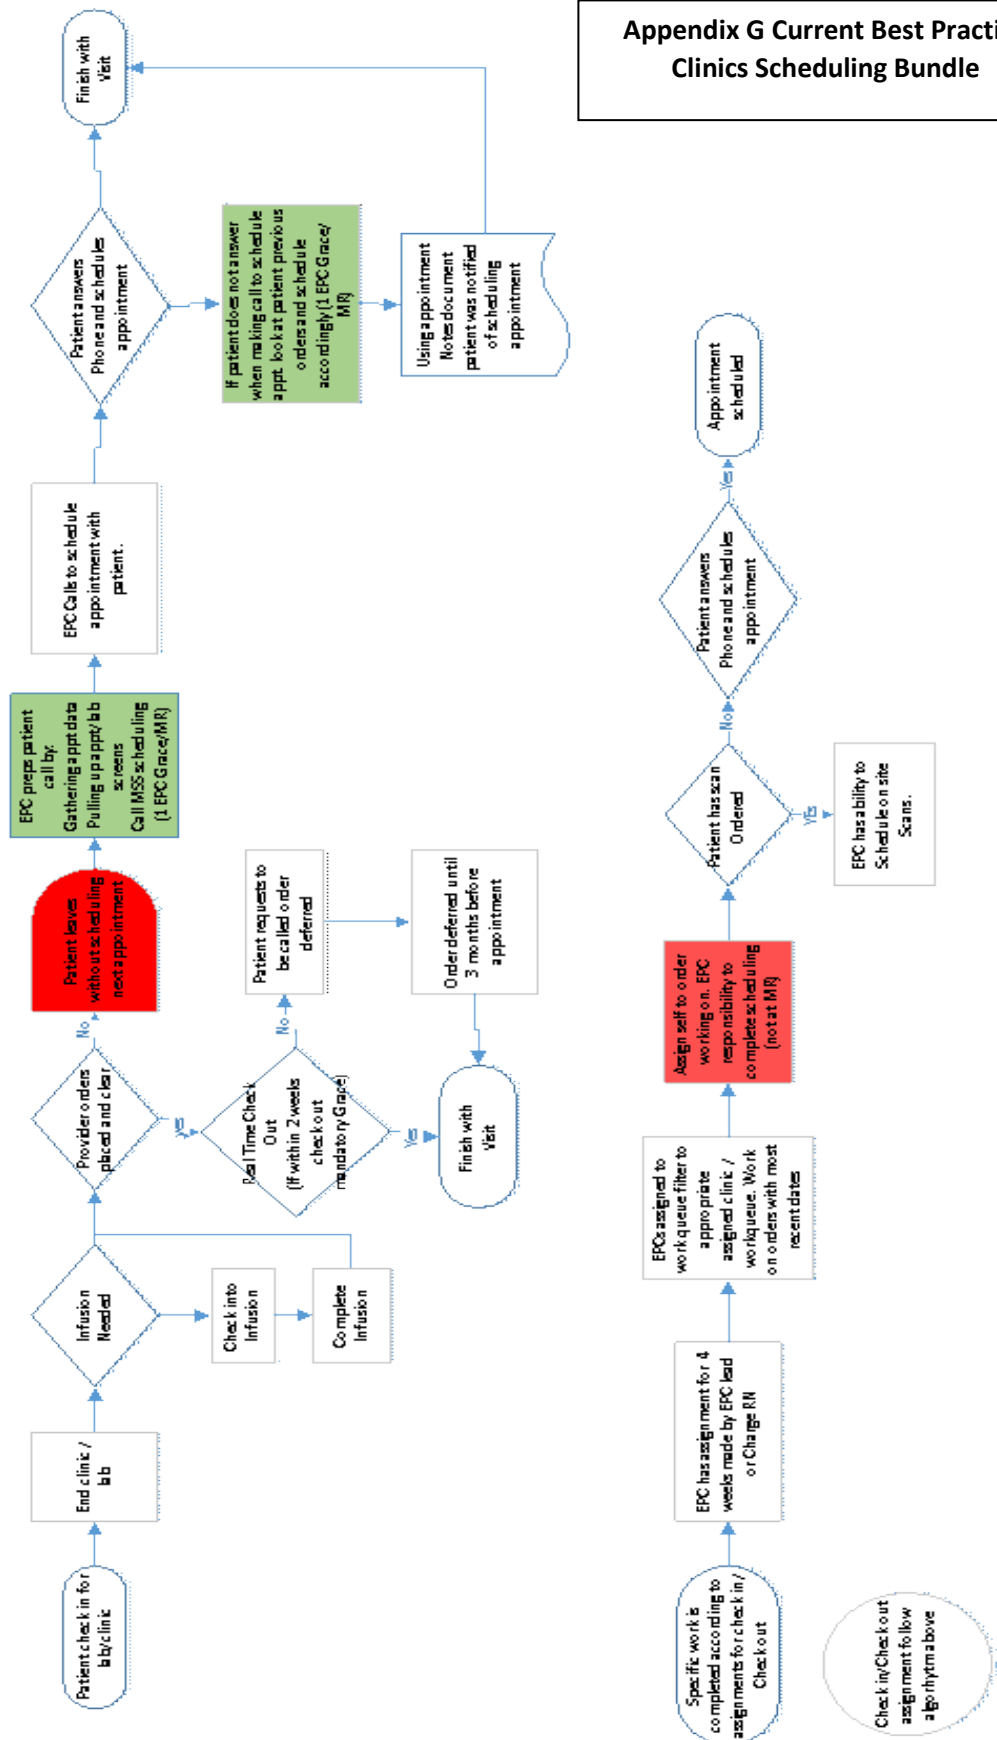 Appendix G Current Best Practi
Clinics Scheduling Bundle
Patient check in for
lab/clinic
End clinic /
lab
Infusion
Needed
Check into
Infusion
Complete
Infusion
Provider orders
placed and clear
No
Yes
Patient leaves
without scheduling
next appointment
Real Time Check
Out
(If within 2 weeks
check out
mandatory Grace)
No
Yes
Patient requests to
be called order
deferred
Order deferred until
3 months before
appointment
Finish with
Visit
EPC preps patient
call by:
Gathering appt data
Pulling up appt/lab
screens
Call MSS scheduling
(1 EPC Grace/MR)
EPC Calls to schedule
appointment with
patient.
Patient answers
Phone and schedules
appointment
If patient does not answer
when making call to schedule
appt. look at patient previous
orders and schedule
accordingly (1 EPC Grace/
MR)
Using appointment
Notes document
patient was notified
of scheduling
appointment
Finish with
Visit
Specific work is
completed according to
assignments for check in/
Checkout
EPC has assignment for 4
weeks made by EPC lead
or Charge RN
EPCs assigned to
workqueue filter to
appropriate
assigned clinic /
workqueue. Work
on orders with most
recent dates
Assign self to order
working on. EPC
responsibility to
complete scheduling
(not at MR)
Patient has scan
Ordered
No
Yes
EPC has ability to
Schedule on site
Scans.
Patient answers
Phone and schedules
appointment
Yes
Appointment
scheduled
Check in/Check out
assignment follow
algorhytm above